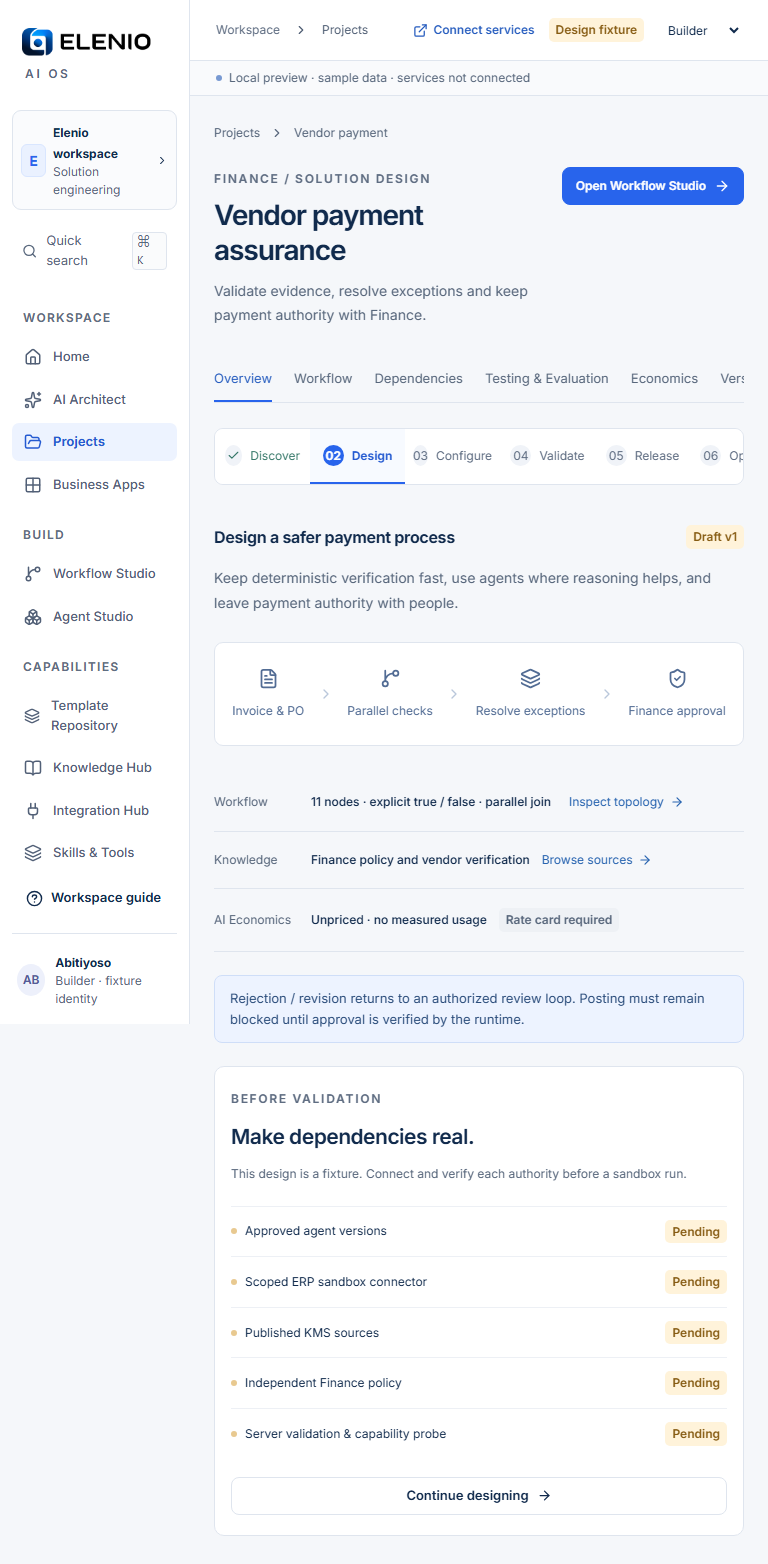 ELENIO
AI OS
Elenio
workspace
Solution
engineering
E
Quick
search
⌘
K
WORKSPACE
Home
AI Architect
Projects
Business Apps
BUILD
Workflow Studio
Agent Studio
CAPABILITIES
Template
Repository
Knowledge Hub
Integration Hub
Skills & Tools
Workspace guide
AB
Abitiyoso
Builder · fixture
identity
Workspace
Projects
Connect services
Design fixture
Builder
Local preview · sample data · services not connected
Projects
Vendor payment
FINANCE / SOLUTION DESIGN
Open Workflow Studio
Vendor payment
assurance
Validate evidence, resolve exceptions and keep
payment authority with Finance.
Overview Workflow Dependencies Testing & Evaluation Economics Vers
Discover 02 Design 03 Configure 04 Validate 05 Release 06 Op
Design a safer payment process
Draft v1
Keep deterministic verification fast, use agents where reasoning helps, and
leave payment authority with people.
Invoice & PO Parallel checks Resolve exceptions Finance approval
Workflow 11 nodes · explicit true / false · parallel join Inspect topology
Knowledge Finance policy and vendor verification Browse sources
AI Economics Unpriced · no measured usage Rate card required
Rejection / revision returns to an authorized review loop. Posting must remain
blocked until approval is verified by the runtime.
BEFORE VALIDATION
Make dependencies real.
This design is a fixture. Connect and verify each authority before a sandbox run.
Approved agent versions Pending
Scoped ERP sandbox connector Pending
Published KMS sources Pending
Independent Finance policy Pending
Server validation & capability probe Pending
Continue designing